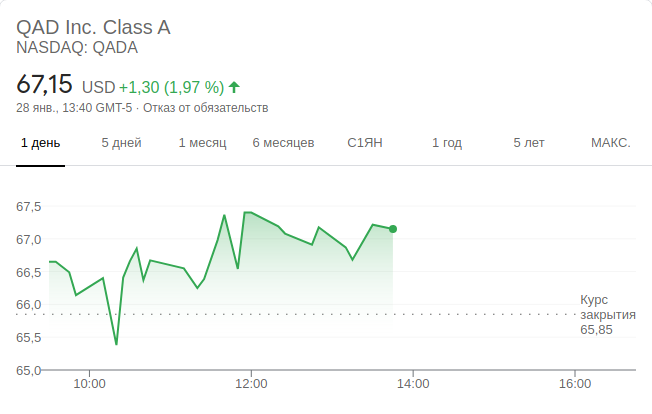 QAD Inc. Class A
NASDAQ: QADA
67,15 USD +1,30 (1,97 %)
28 янв., 13:40 GMT-5 · Отказ от обязательств
1 день 5 дней 1 месяц 6 месяцев С1ЯН 1 год 5 лет МАКС.
67,5
67,0
66,5
66,0
Курс
закрытия
65,85
65,5
65,0
10:00 12:00 14:00 16:00